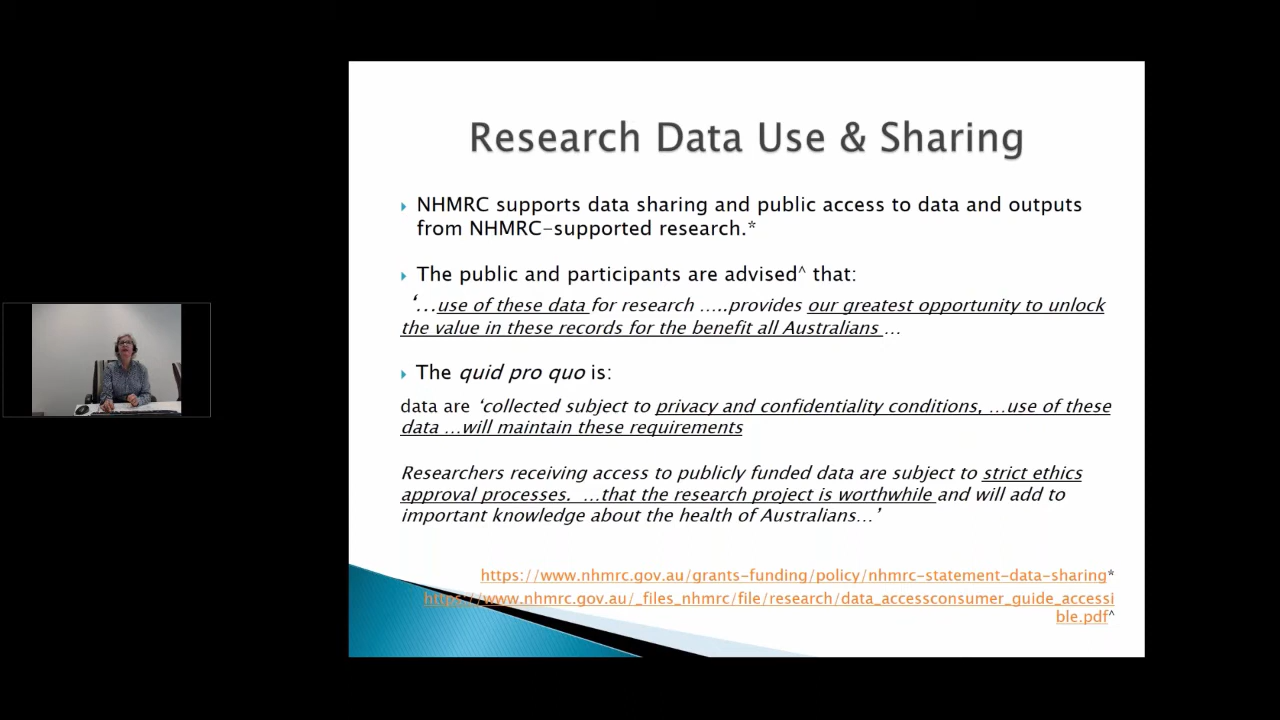 Research Data Use & Sharing
NHMRC supports data sharing and public access to data and outputs
from NHMRC-supported research.*
The public and participants are advised^ that:
‘…use of these data for research …..provides our greatest opportunity to unlock
the value in these records for the benefit all Australians …
The quid pro quo is:
data are ‘collected subject to privacy and confidentiality conditions, …use of these
data …will maintain these requirements
Researchers receiving access to publicly funded data are subject to strict ethics
approval processes. …that the research project is worthwhile and will add to
important knowledge about the health of Australians…’
https://www.nhmrc.gov.au/grants-funding/policy/nhmrc-statement-data-sharing*
https://www.nhmrc.gov.au/_files_nhmrc/file/research/data_accessconsumer_guide_accessi
ble.pdf^